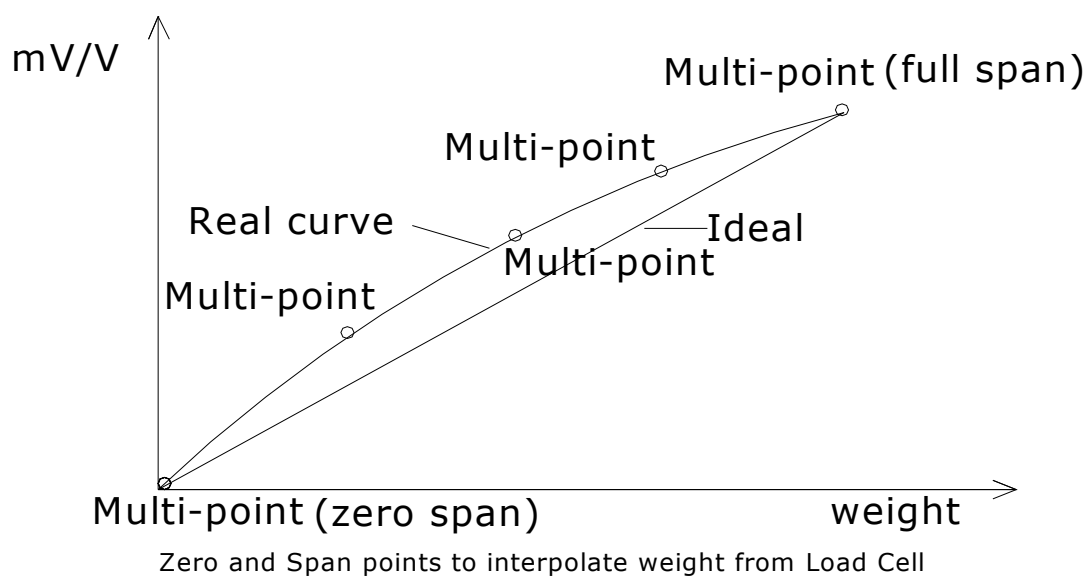 mV/V
Multi-point (full span)
Multi-point
Real curve
Ideal
Multi-point
Multi-point
Multi-point (zero span)
weight
Zero and Span points to interpolate weight from Load Cell